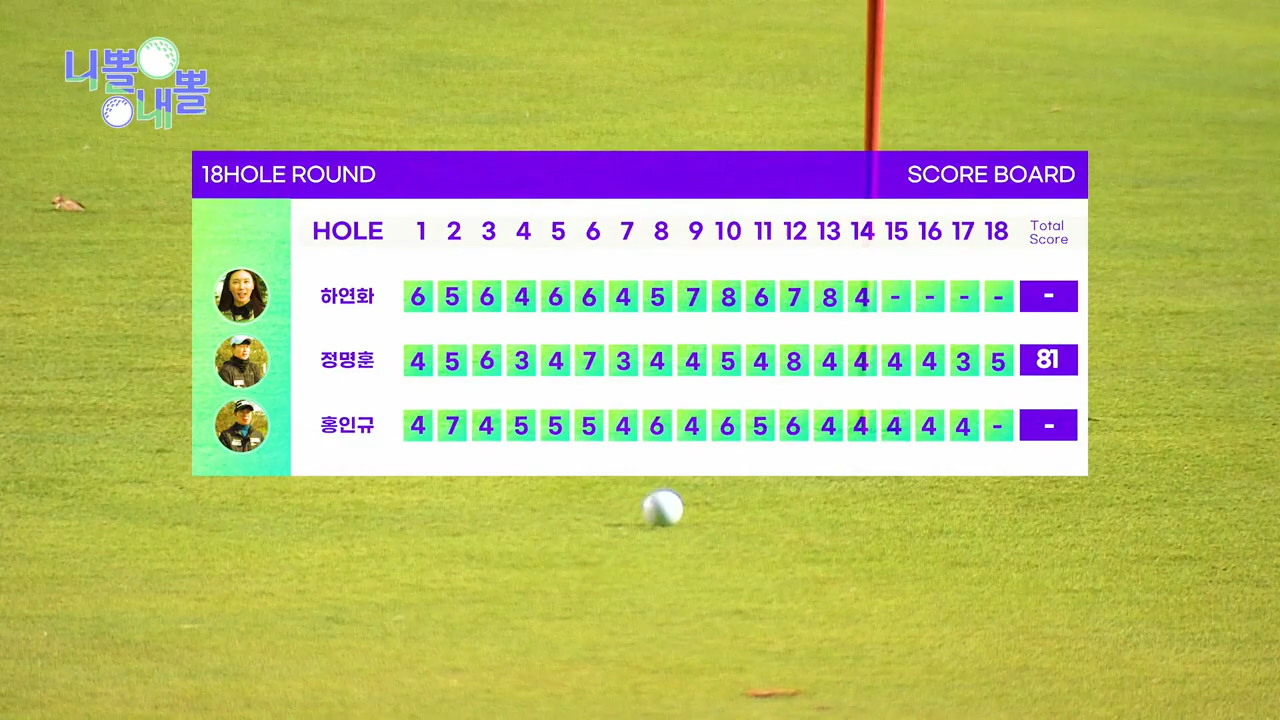 니뽈
내뽈
18HOLE ROUND SCORE BOARD
HOLE 1 2 3 4 5 6 7 8 9 10 11 12 13 14 15 16 17 18 Total Score
하연화 6 5 6 4 6 6 4 5 7 8 6 7 8 4 - - - - -
정명훈 4 5 6 3 4 7 3 4 4 5 4 8 4 4 4 4 3 5 81
홍인규 4 7 4 5 5 5 4 6 4 6 5 6 4 4 4 4 4 - -